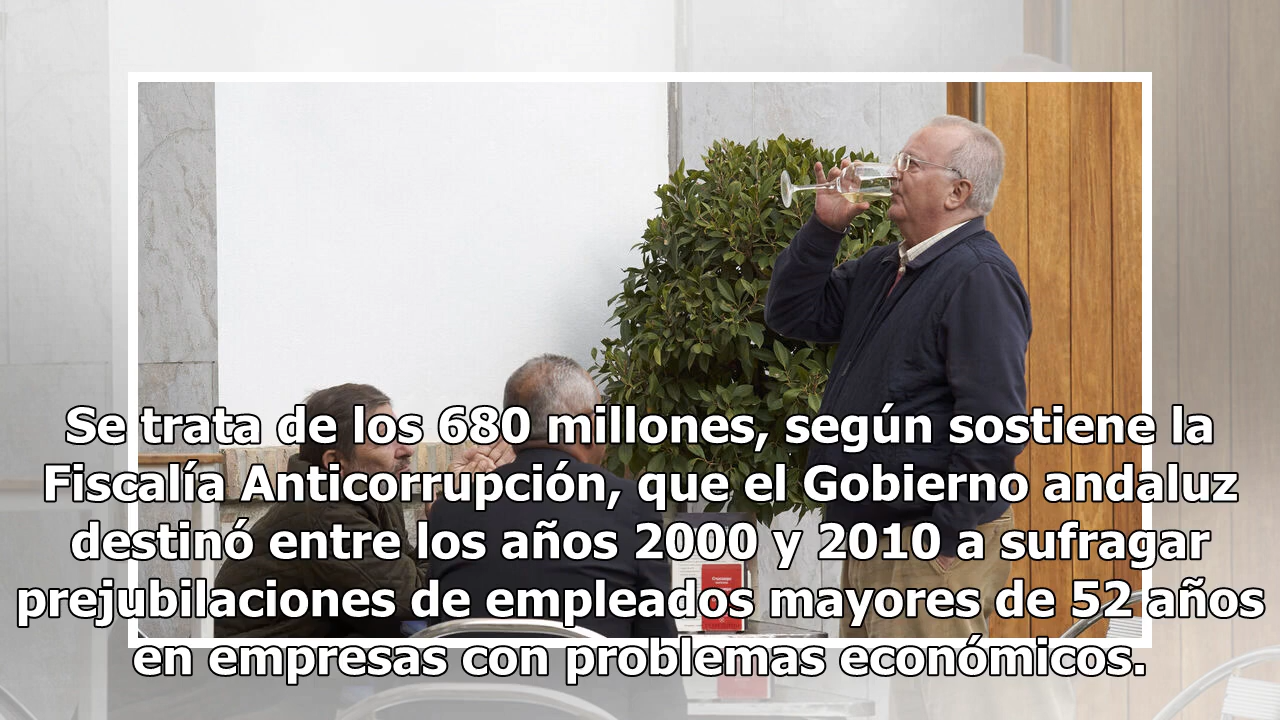 Se trata de los 680 millones, según sostiene la
Fiscalía Anticorrupción, que el Gobierno andaluz
destinó entre los años 2000 y 2010 a sufragar
prejubilaciones de empleados mayores de 52 años
en empresas con problemas económicos.
Cruzcampo